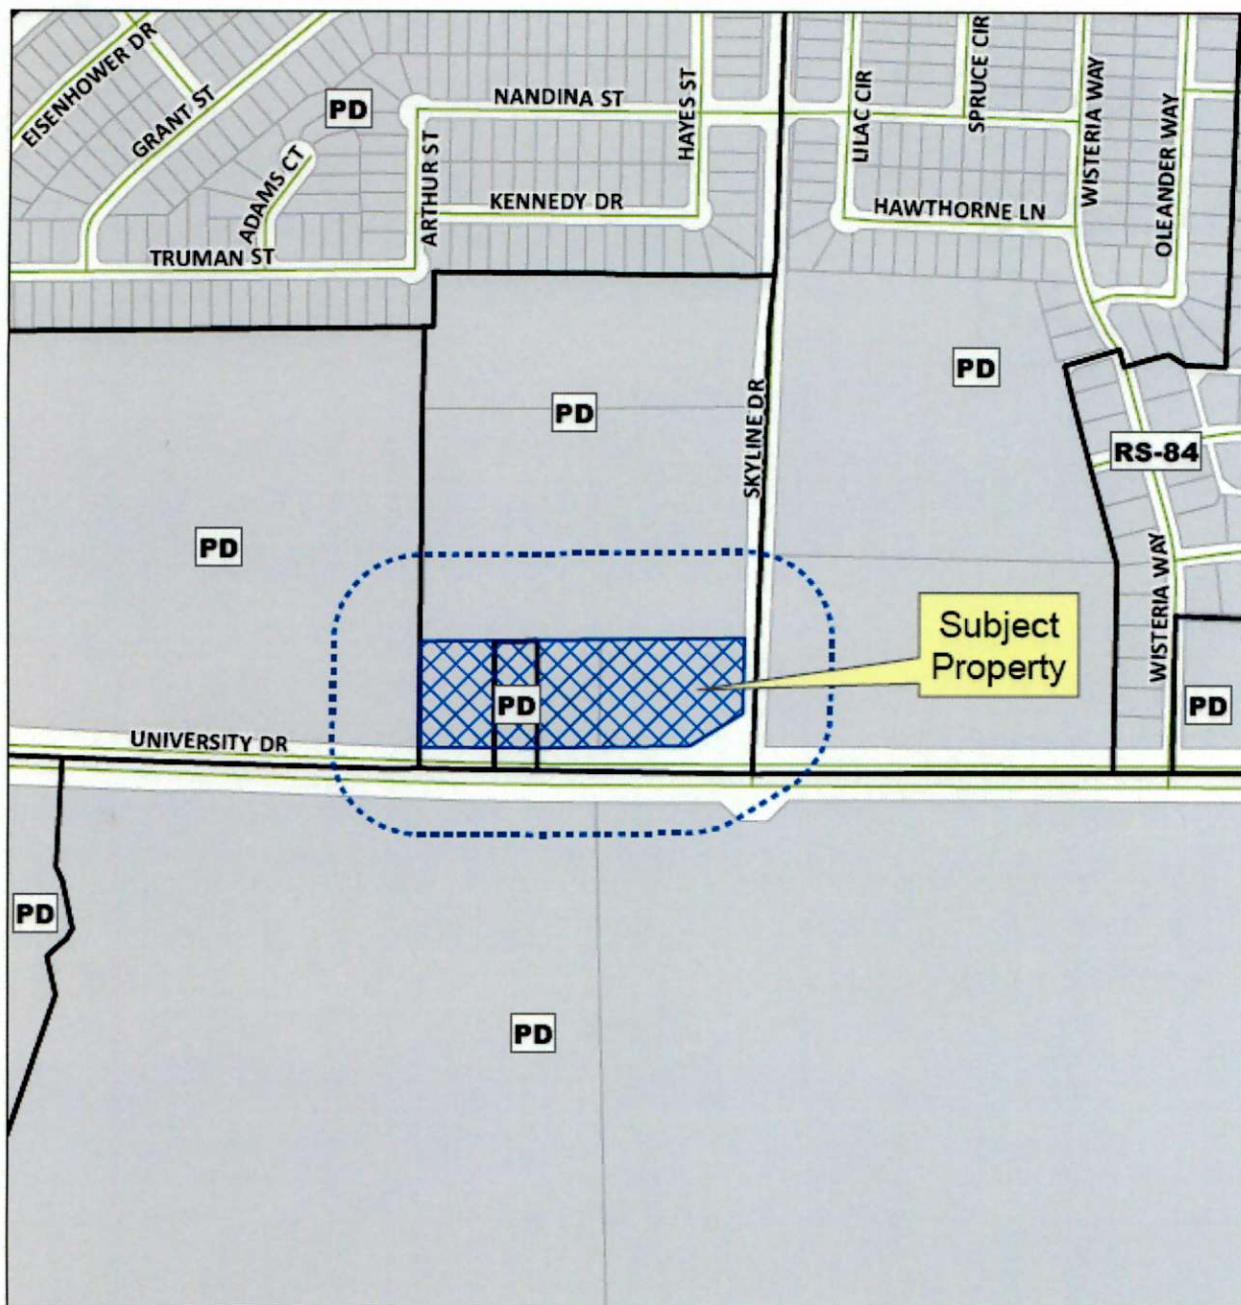 EISENHOWER DR
GRANT ST
PD
NANDINA ST
HAYES ST
LILAC CIR
SPRUCE CIR
WISTERIA WAY
OLEANDER WAY
ADAMS CT
ARTHUR ST
KENNEDY DR
HAWTHORNE LN
TRUMAN ST
PD
PD
SKYLINE DR
RS-84
PD
WISTERIA WAY
Subject
Property
PD
PD
UNIVERSITY DR
PD
PD